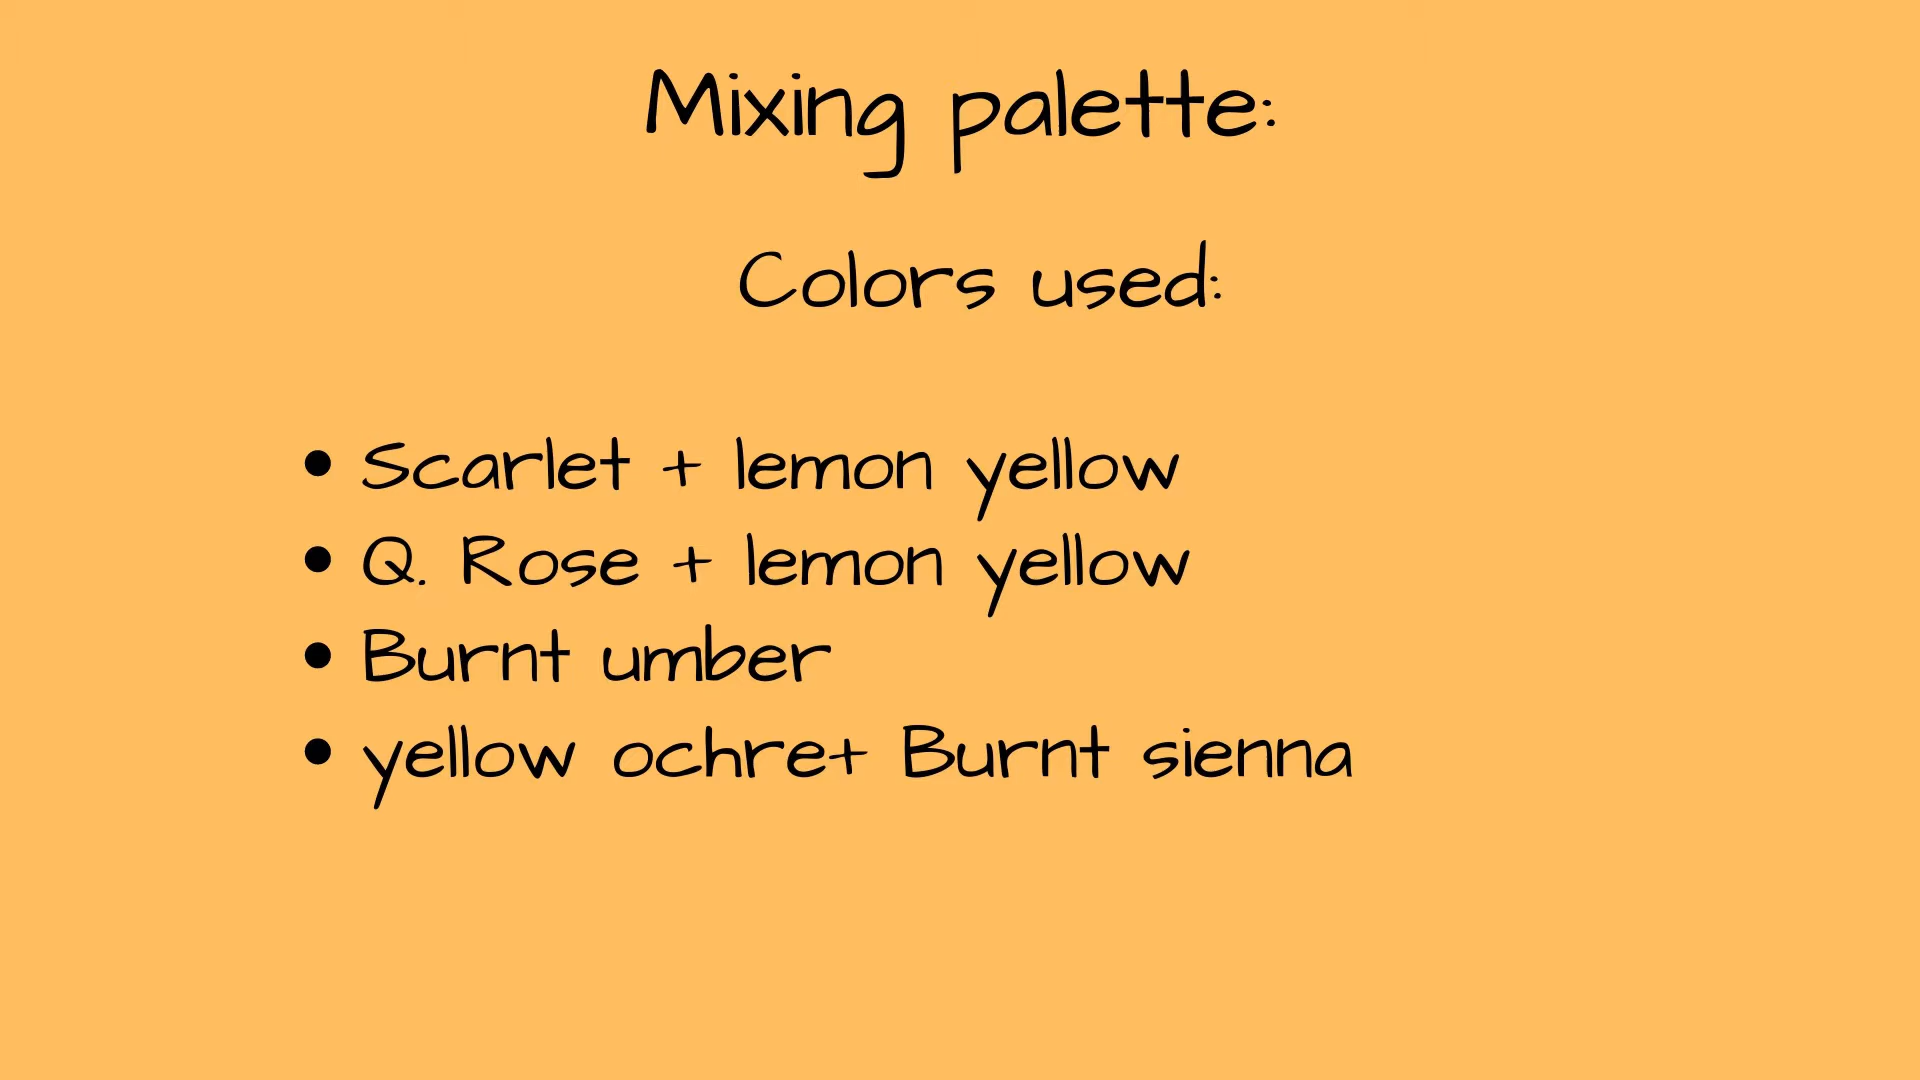 Mixing palette:
Colors used:
• Scarlet + lemon yellow
• Q. Rose + lemon yellow
• Burnt umber
• yellow ochre+ Burnt sienna